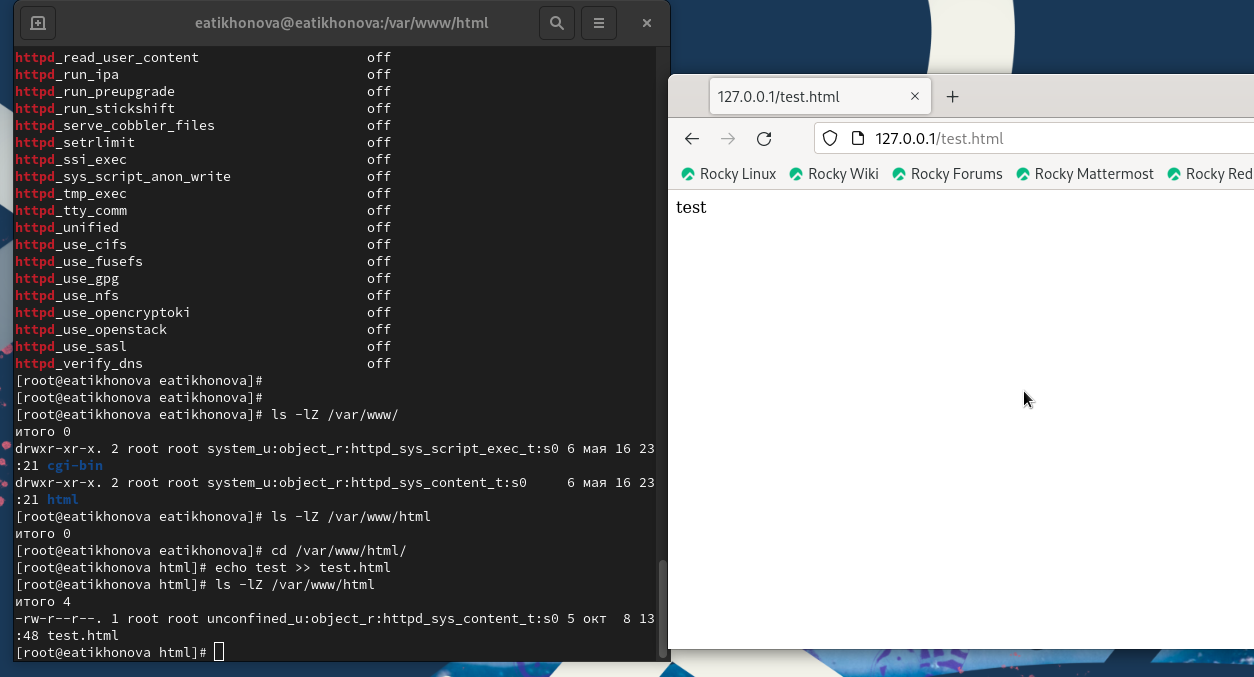 eatikhonova@eatikhonova:/var/www/html
httpd_read_user_content off
httpd_run_ipa off
httpd_run_preupgrade off
httpd_run_stickshift off
httpd_serve_cobbler_files off
httpd_setrlimit off
httpd_ssi_exec off
httpd_sys_script_anon_write off
httpd_tmp_exec off
httpd_tty_comm off
httpd_unified off
httpd_use_cifs off
httpd_use_fusefs off
httpd_use_gpg off
httpd_use_nfs off
httpd_use_opencryptoki off
httpd_use_openstack off
httpd_use_sasl off
httpd_verify_dns off
[root@eatikhonova eatikhonova]#
[root@eatikhonova eatikhonova]#
[root@eatikhonova eatikhonova]# ls -lZ /var/www/
итого 0
drwxr-xr-x. 2 root root system_u:object_r:httpd_sys_script_exec_t:s0 6 мая 16 23
:21 cgi-bin
drwxr-xr-x. 2 root root system_u:object_r:httpd_sys_content_t:s0     6 мая 16 23
:21 html
[root@eatikhonova eatikhonova]# ls -lZ /var/www/html
итого 0
[root@eatikhonova eatikhonova]# cd /var/www/html/
[root@eatikhonova html]# echo test >> test.html
[root@eatikhonova html]# ls -lZ /var/www/html
итого 4
-rw-r--r--. 1 root root unconfined_u:object_r:httpd_sys_content_t:s0 5 окт  8 13
:48 test.html
[root@eatikhonova html]#
127.0.0.1/test.html
127.0.0.1/test.html
Rocky Linux Rocky Wiki Rocky Forums Rocky Mattermost Rocky Red
test